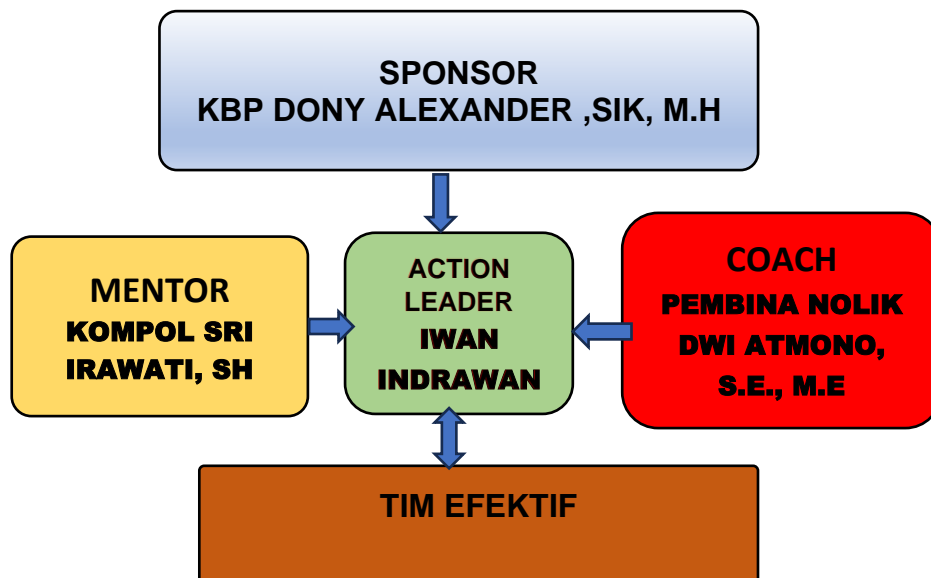 SPONSOR
KBP DONY ALEXANDER ,SIK, M.H
MENTOR
KOMPOL SRI
IRAWATI, SH
ACTION
LEADER
IWAN
INDRAWAN
COACH
PEMBINA NOLIK
DWI ATMONO,
S.E., M.E
TIM EFEKTIF